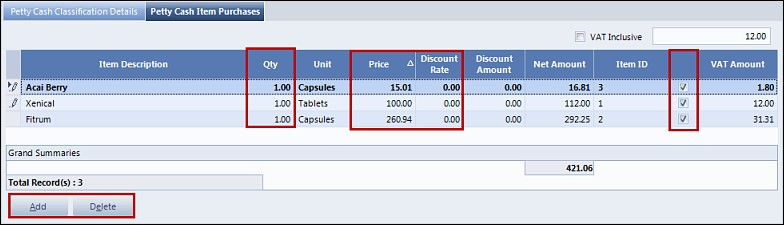 Petty Cash Classification Details Petty Cash Item Purchases
VAT Inclusive 12.00
Item Description Qty Unit Price Discount Rate Discount Amount Net Amount Item ID VAT Amount
Acai Berry 1.00 Capsules 15.01 0.00 0.00 16.81 3 1.80
Xenical 1.00 Tablets 100.00 0.00 0.00 112.00 1 12.00
Fitrum 1.00 Capsules 260.94 0.00 0.00 292.25 2 31.31
Grand Summaries
421.06
Total Record(s) : 3
Add Delete